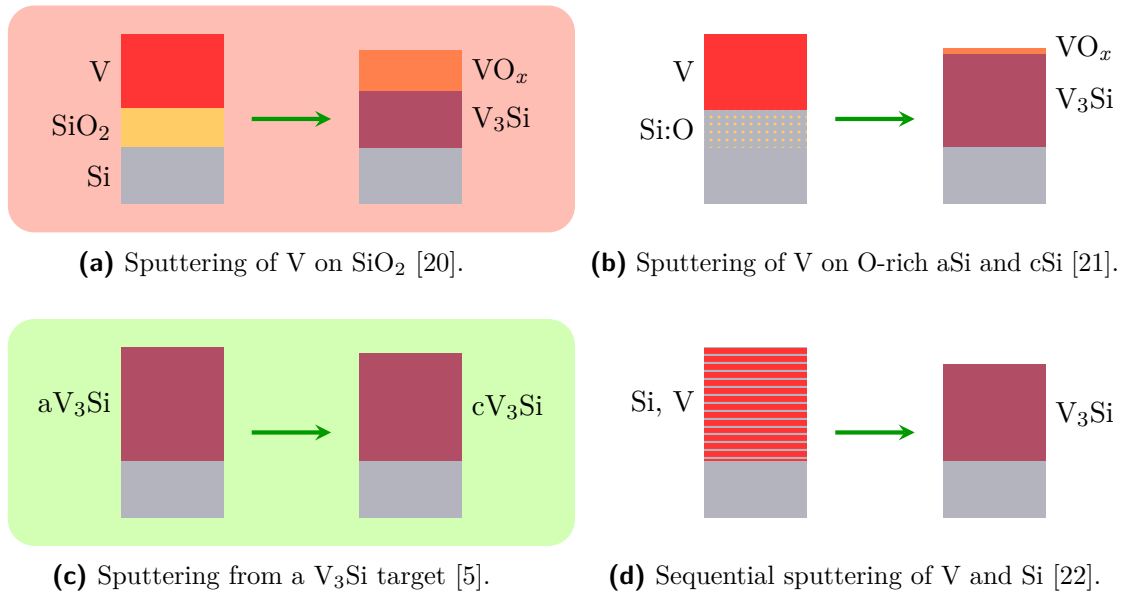 V
SiO₂
Si
VOₓ
V₃Si
(a) Sputtering of V on SiO₂ [20].
V
Si:O
VOₓ
V₃Si
(b) Sputtering of V on O-rich aSi and cSi [21].
aV₃Si
cV₃Si
(c) Sputtering from a V₃Si target [5].
Si, V
V₃Si
(d) Sequential sputtering of V and Si [22].